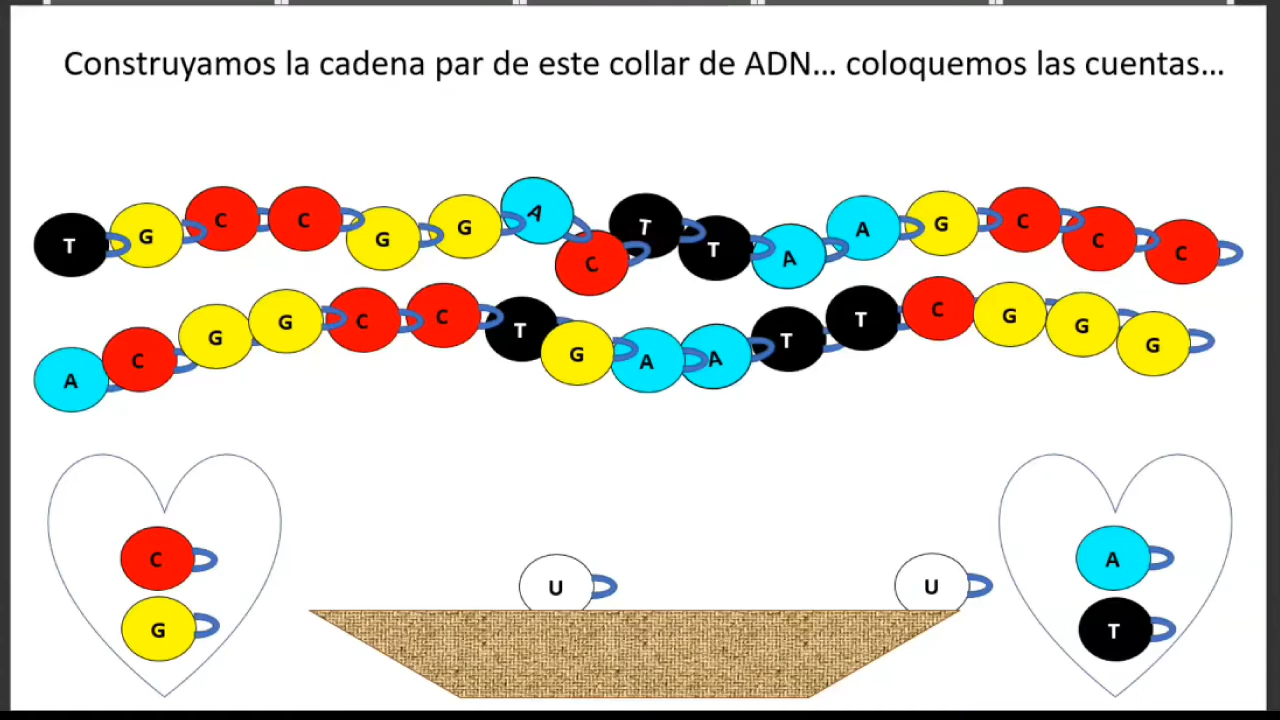 Construyamos la cadena par de este collar de ADN... coloquemos las cuentas...
T G C C G G A C T T A A G C C C
A C G G C C T G A A T T C G G G
C A
U U
G T